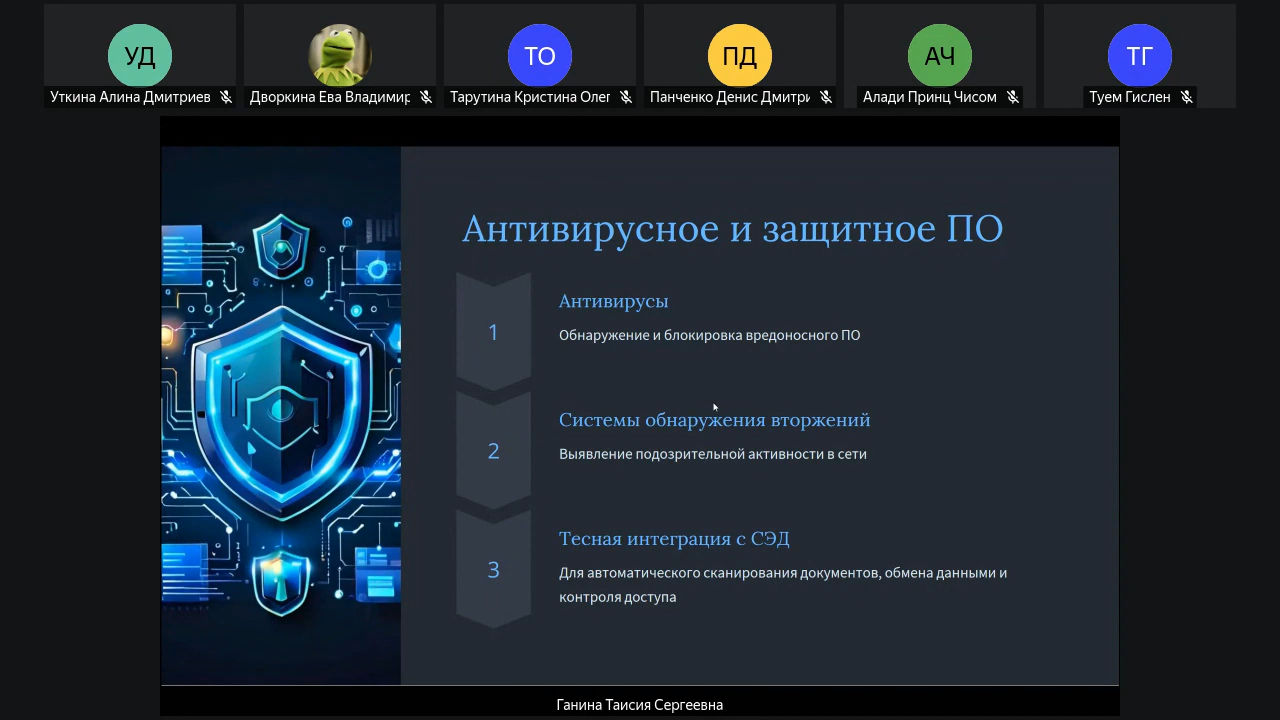 УД
ТО
ПД
АЧ
ТГ
Уткина Алина Дмитриев
Дворкина Ева Владимир
Тарутина Кристина Олег
Панченко Денис Дмитри
Алади Принц Чисом
Туем Гислен
Антивирусное и защитное ПО
1
Антивирусы
Обнаружение и блокировка вредоносного ПО
2
Системы обнаружения вторжений
Выявление подозрительной активности в сети
3
Тесная интеграция с СЭД
Для автоматического сканирования документов, обмена данными и
контроля доступа
Ганина Таисия Сергеевна